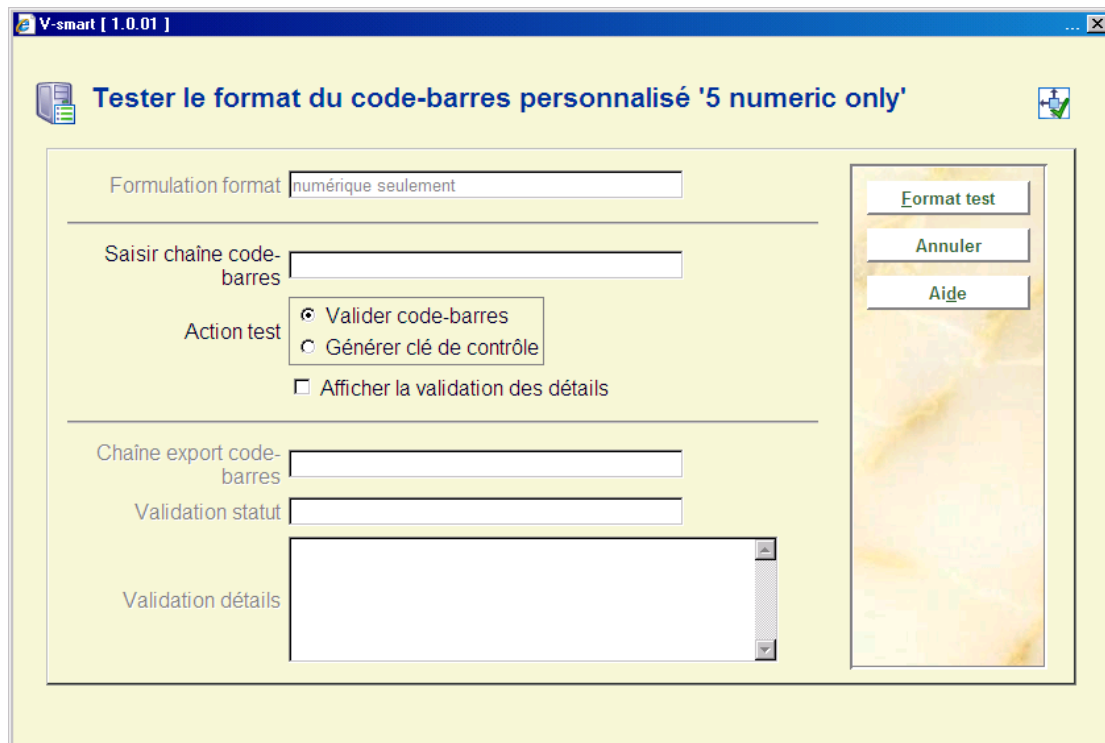 V-smart [ 1.0.01 ]
...
Tester le format du code-barres personnalisé '5 numeric only'
Formulation format
numérique seulement
Format test
Annuler
Aide
Saisir chaîne code-
barres
Action test
Valider code-barres
Générer clé de contrôle
Afficher la validation des détails
Chaîne export code-
barres
Validation statut
Validation détails